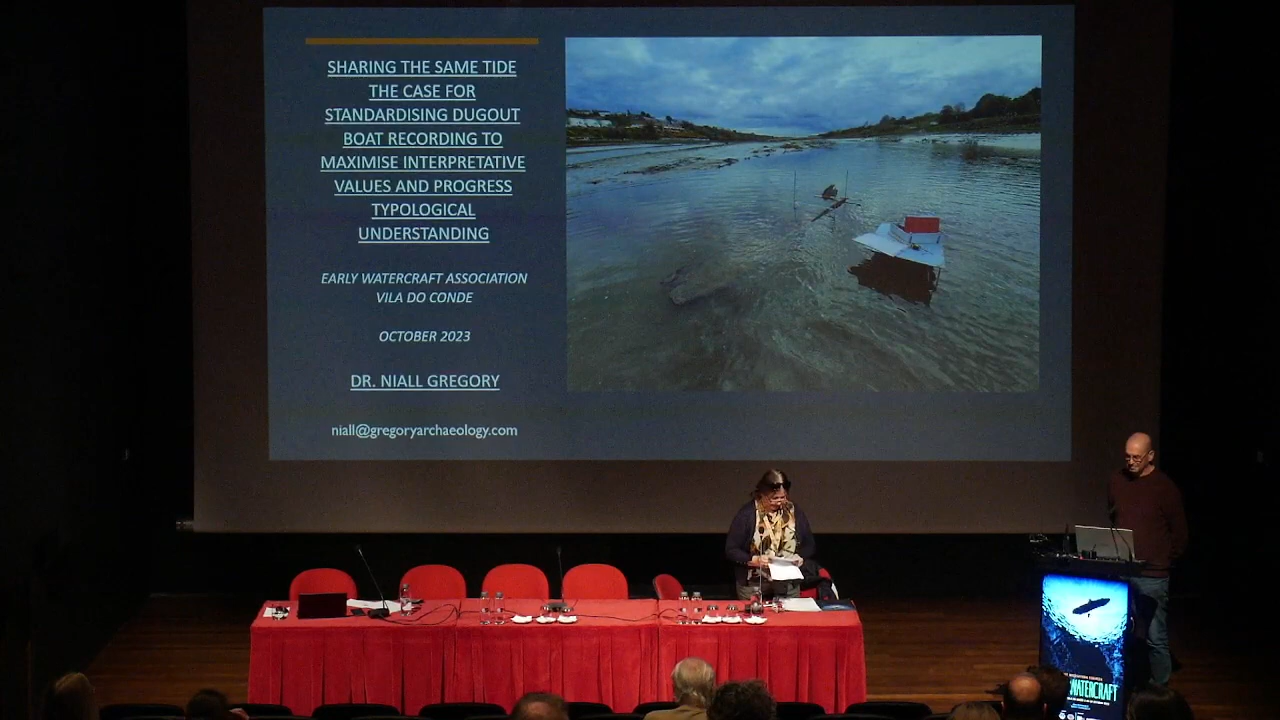 SHARING THE SAME TIDE
THE CASE FOR
STANDARDISING DUGOUT
BOAT RECORDING TO
MAXIMISE INTERPRETATIVE
VALUES AND PROGRESS
TYPOLOGICAL
UNDERSTANDING
EARLY WATERCRAFT ASSOCIATION
VILA DO CONDE
OCTOBER 2023
DR. NIALL GREGORY
niall@gregoryarchaeology.com
WATERCRAFT